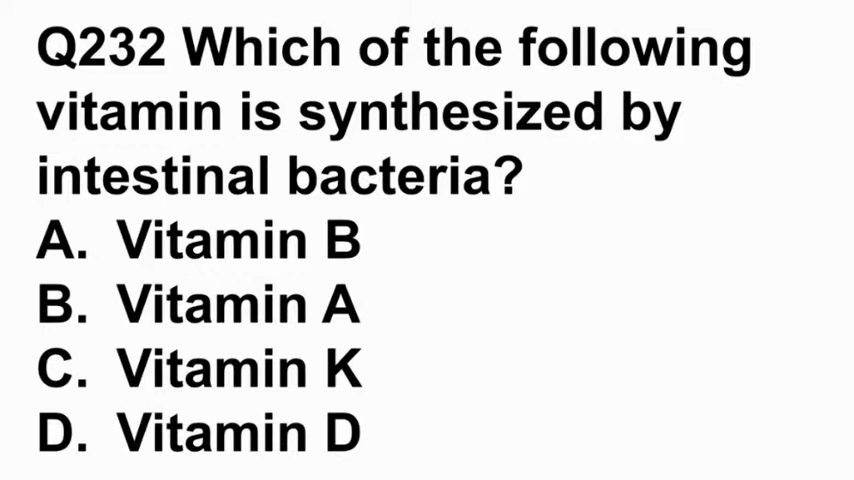 Q232 Which of the following
vitamin is synthesized by
intestinal bacteria?
A. Vitamin B
B. Vitamin A
C. Vitamin K
D. Vitamin D